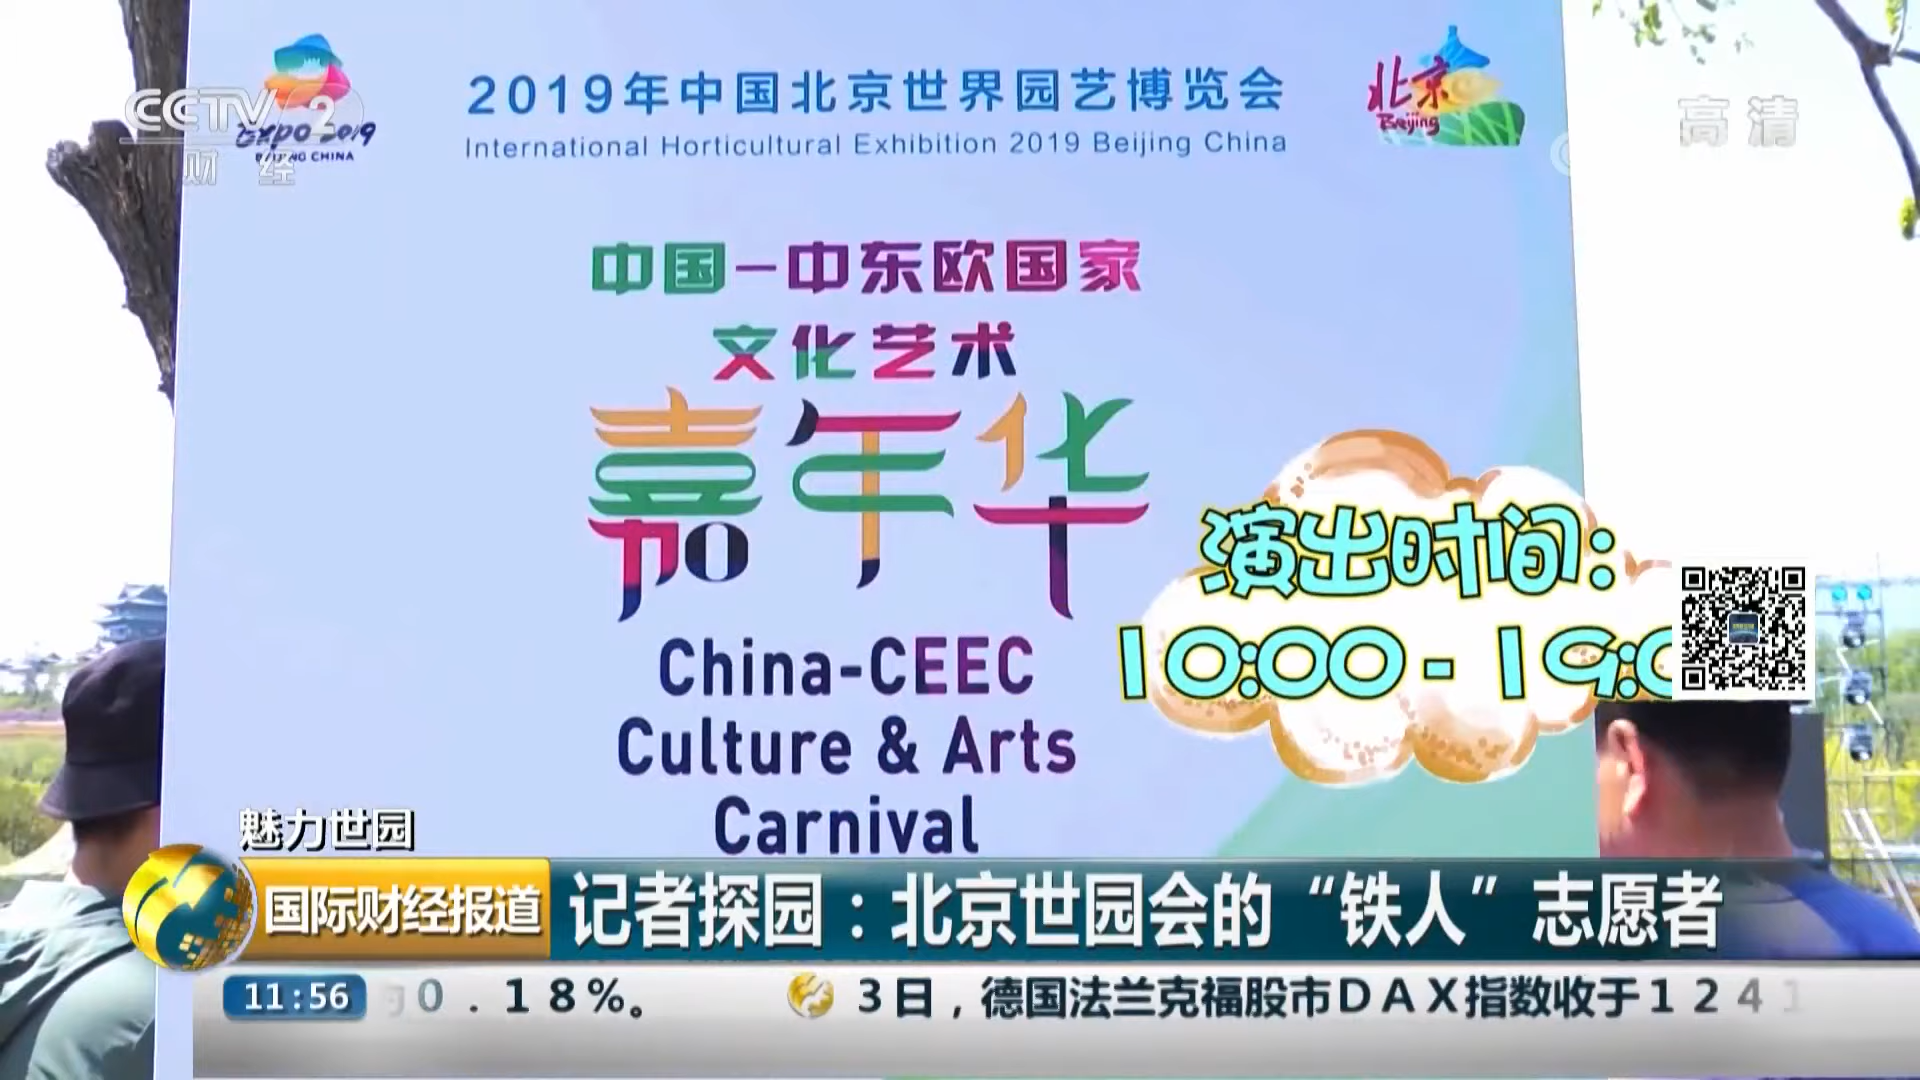 CCTV 2
财经
EXPO 2019
BEIJING CHINA
2019年中国北京世界园艺博览会
International Horticultural Exhibition 2019 Beijing China
北京
Beijing
高清
中国-中东欧国家
文化艺术
嘉年华
China-CEEC
Culture & Arts
Carnival
演出时间：
10:00 - 19:0
魅力世园
国际财经报道
记者探园：北京世园会的“铁人”志愿者
11:56
0.18%。 3日，德国法兰克福股市DAX指数收于124